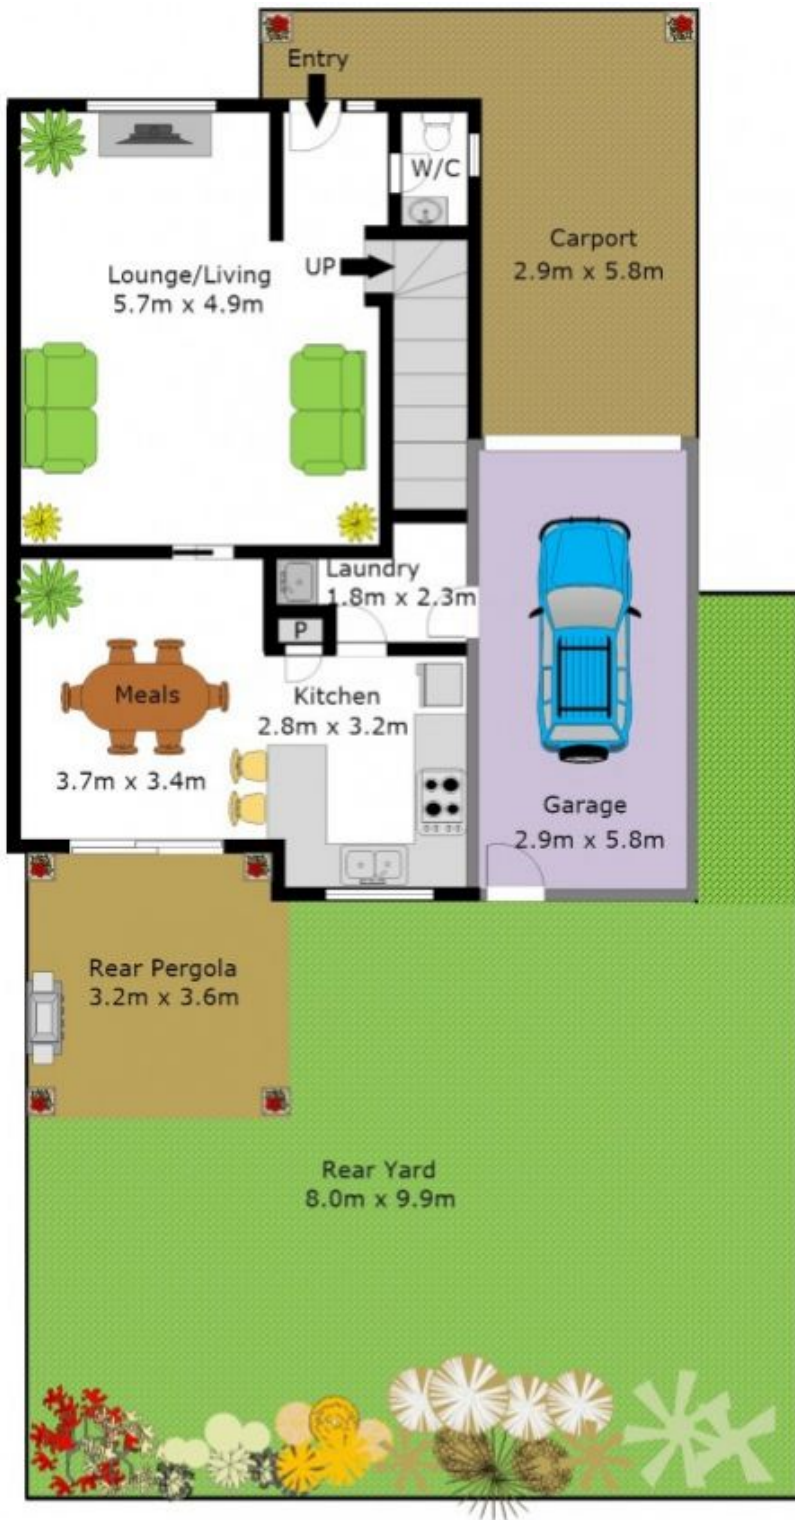 Entry
W/C
Carport
2.9m x 5.8m
Lounge/Living
5.7m x 4.9m
UP
Laundry
1.8m x 2.3m
P
Meals
3.7m x 3.4m
Kitchen
2.8m x 3.2m
Garage
2.9m x 5.8m
Rear Pergola
3.2m x 3.6m
Rear Yard
8.0m x 9.9m